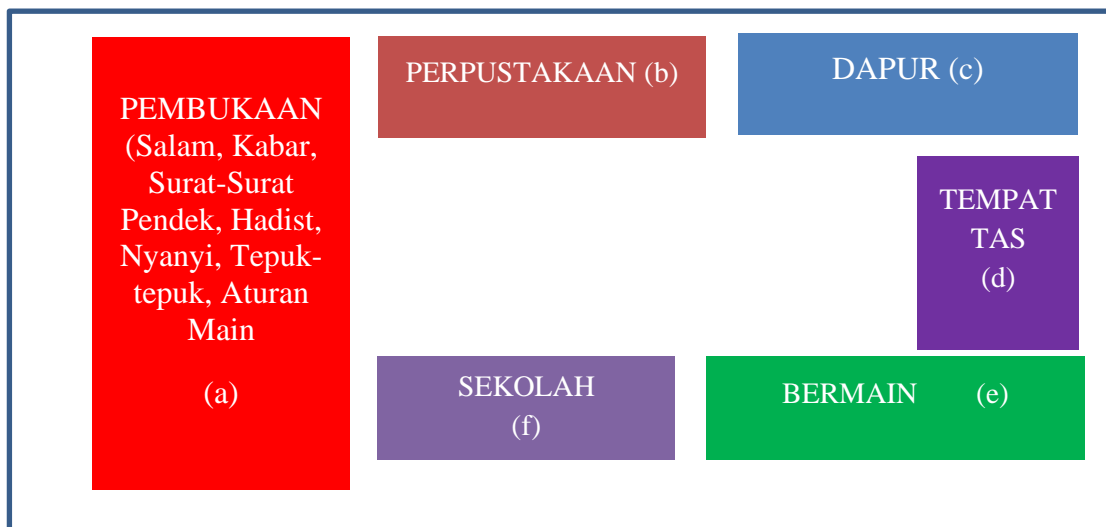 PEMBUKAAN
(Salam, Kabar,
Surat-Surat
Pendek, Hadist,
Nyanyi, Tepuk-
tepuk, Aturan
Main
(a)
PERPUSTAKAAN (b)
DAPUR (c)
TEMPAT
TAS
(d)
SEKOLAH
(f)
BERMAIN (e)